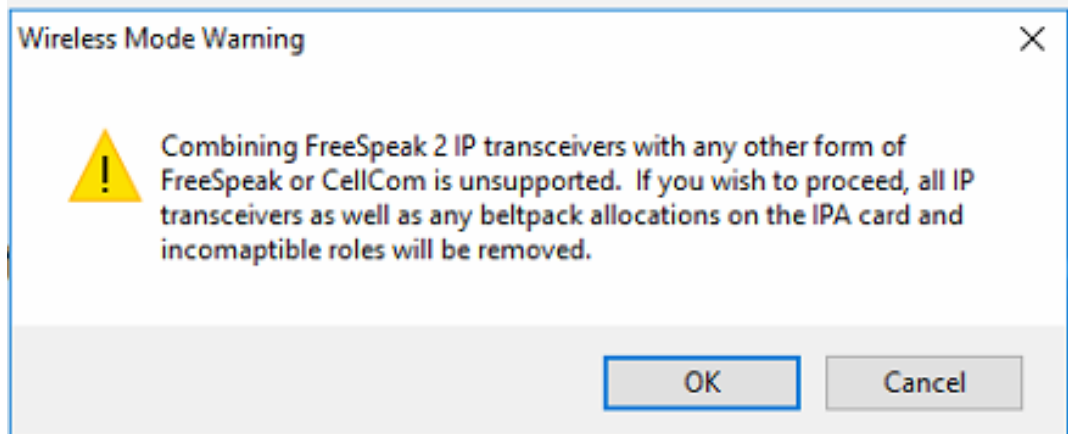 Wireless Mode Warning
Combining FreeSpeak 2 IP transceivers with any other form of
FreeSpeak or CellCom is unsupported.  If you wish to proceed, all IP
transceivers as well as any beltpack allocations on the IPA card and
incomaptible roles will be removed.
OK
Cancel